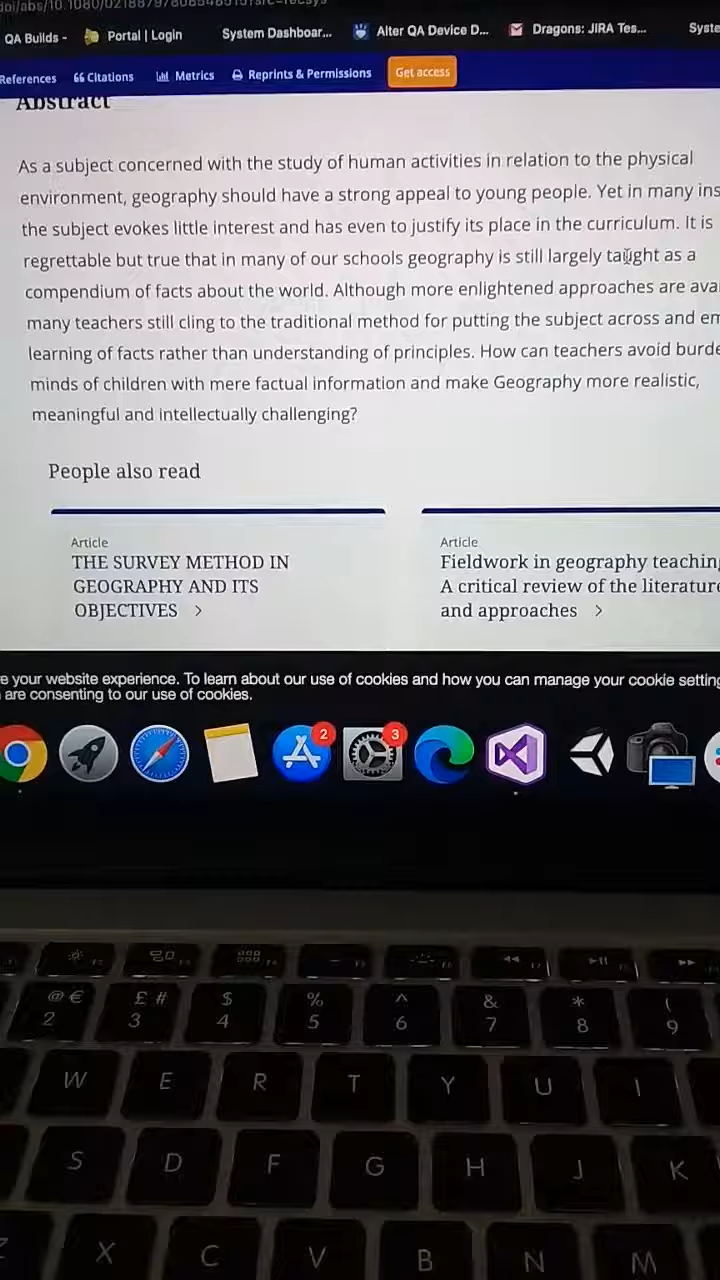 QA Builds -
Portal | Login
System Dashboar...
Alter QA Device D...
Dragons: JIRA Tes...
References
Citations
Metrics
Reprints & Permissions
Get access
Abstract
As a subject concerned with the study of human activities in relation to the physical
environment, geography should have a strong appeal to young people. Yet in many
the subject evokes little interest and has even to justify its place in the curriculum. It is
regrettable but true that in many of our schools geography is still largely taught as a
compendium of facts about the world. Although more enlightened approaches are
many teachers still cling to the traditional method for putting the subject across and
learning of facts rather than understanding of principles. How can teachers avoid
minds of children with mere factual information and make Geography more realistic,
meaningful and intellectually challenging?
People also read
Article
THE SURVEY METHOD IN
GEOGRAPHY AND ITS
OBJECTIVES >
Article
Fieldwork in geography teaching
A critical review of the literature
and approaches >
your website experience. To learn about our use of cookies and how you can manage your cookie
are consenting to our use of cookies.
2
3
@ € £ # $ % ^ & * (
2 3 4 5 6 7 8 9
W E R T Y U I
S D F G H J K
Z X C V B N M